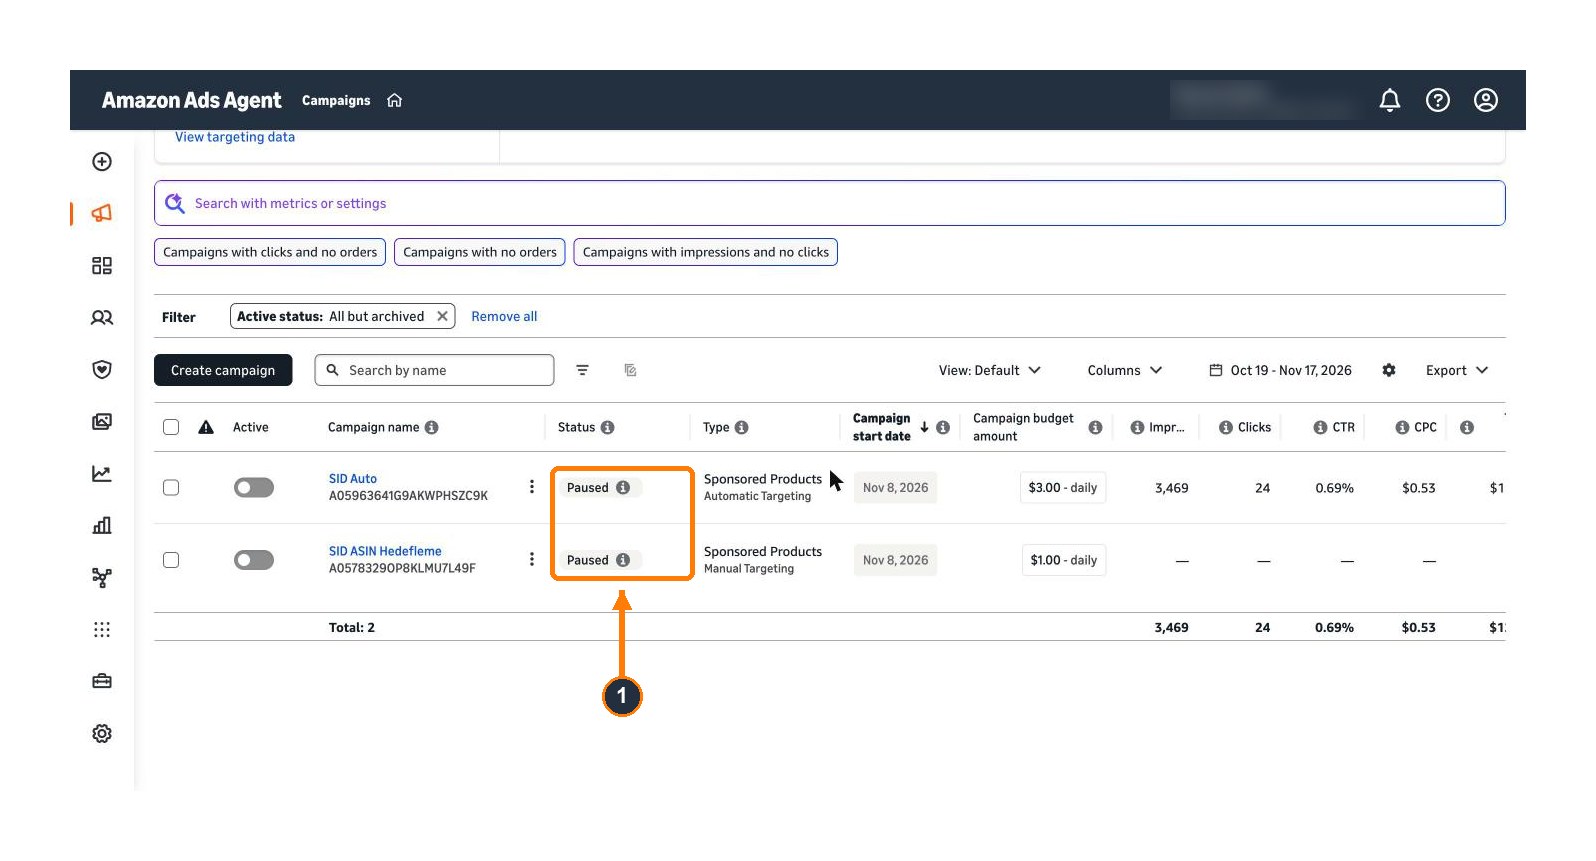 Amazon Ads Agent Campaigns
View targeting data
Search with metrics or settings
Campaigns with clicks and no orders Campaigns with no orders Campaigns with impressions and no clicks
Filter Active status: All but archived Remove all
Create campaign Search by name View: Default Columns Oct 19 - Nov 17, 2026 Export
Active Campaign name Status Type Campaign start date Campaign budget amount Impr... Clicks CTR CPC
SID Auto Paused Sponsored Products Nov 8, 2026 $3.00 - daily 3,469 24 0.69% $0.53 $1
A05963641G9AKWPHSZC9K Automatic Targeting
SID ASIN Hedefleme Paused Sponsored Products Nov 8, 2026 $1.00 - daily — — — —
A0578329OP8KLMU7L49F Manual Targeting
Total: 2 3,469 24 0.69% $0.53 $1
1